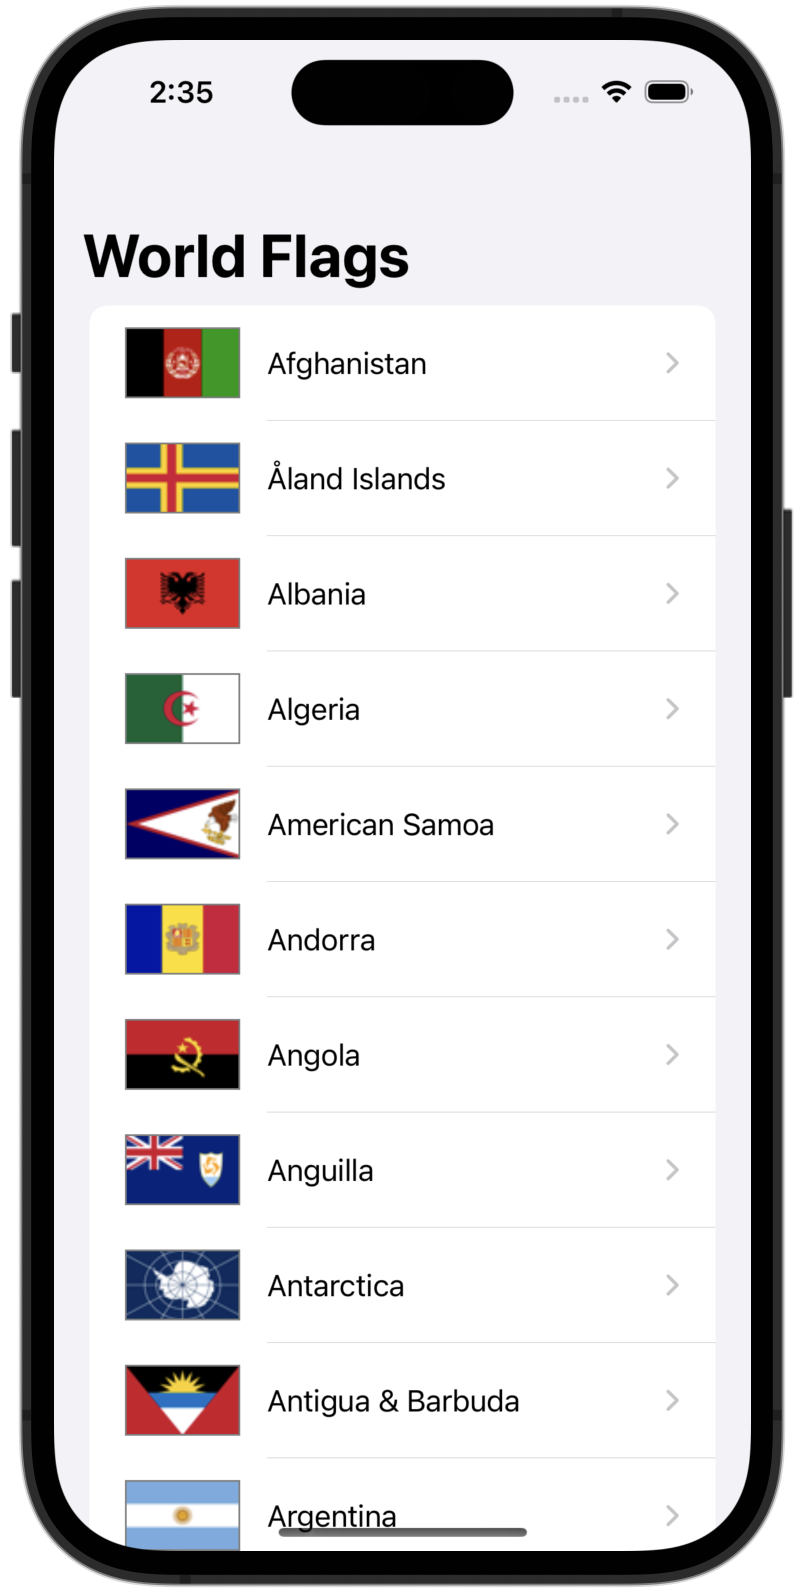 2:35
World Flags
Afghanistan
Åland Islands
Albania
Algeria
American Samoa
Andorra
Angola
Anguilla
Antarctica
Antigua & Barbuda
Argentina